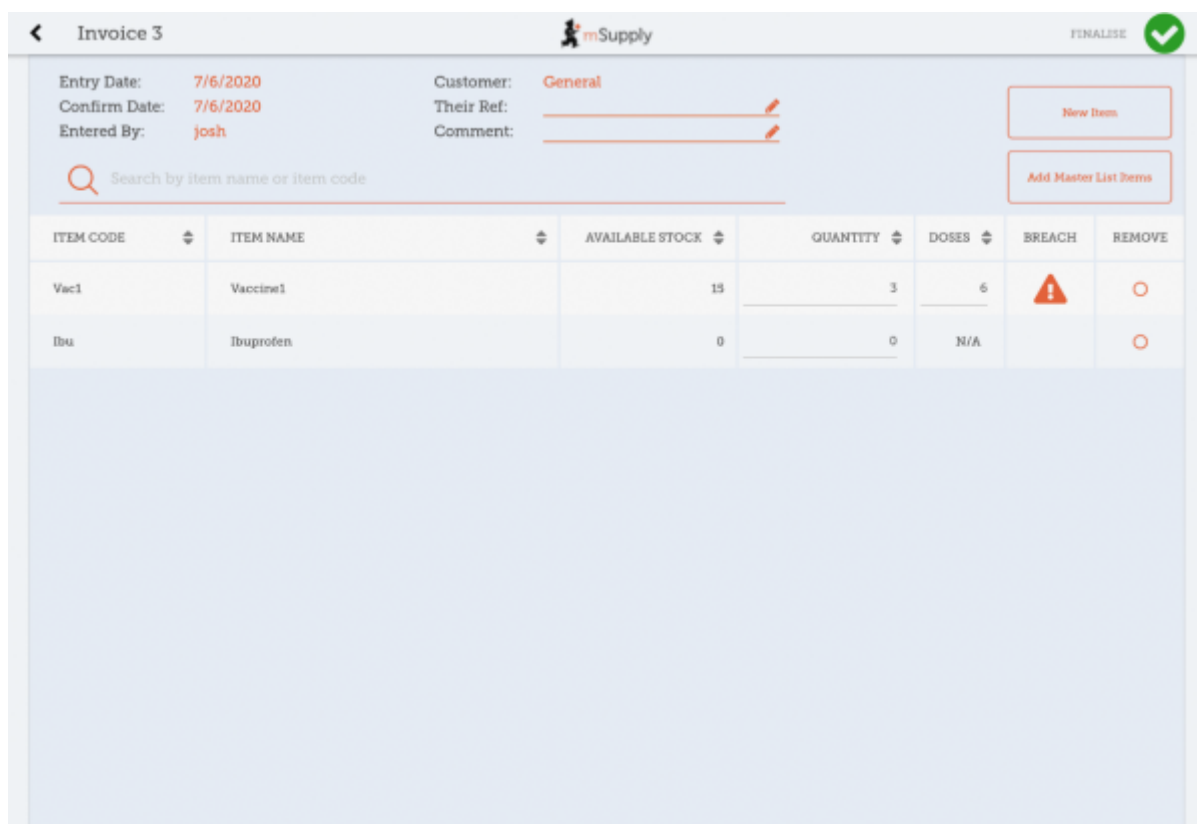 Invoice 3
mSupply
FINALISE
Entry Date: 7/6/2020
Confirm Date: 7/6/2020
Entered By: josh
Customer: General
Their Ref:
Comment:
New Item
Search by item name or item code
Add Master List Items
ITEM CODE ITEM NAME AVAILABLE STOCK QUANTITY DOSES BREACH REMOVE
Vac1 Vaccine1 15 3 6
Ibu Ibuprofen 0 0 N/A